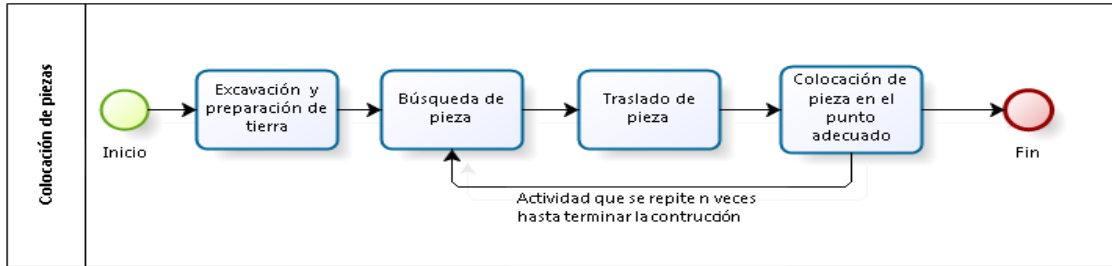 Colocación de piezas
Inicio
Excavación y
preparación de
tierra
Búsqueda de
pieza
Traslado de
pieza
Colocación de
pieza en el
punto
adecuado
Fin
Actividad que se repite n veces
hasta terminar la contrucción